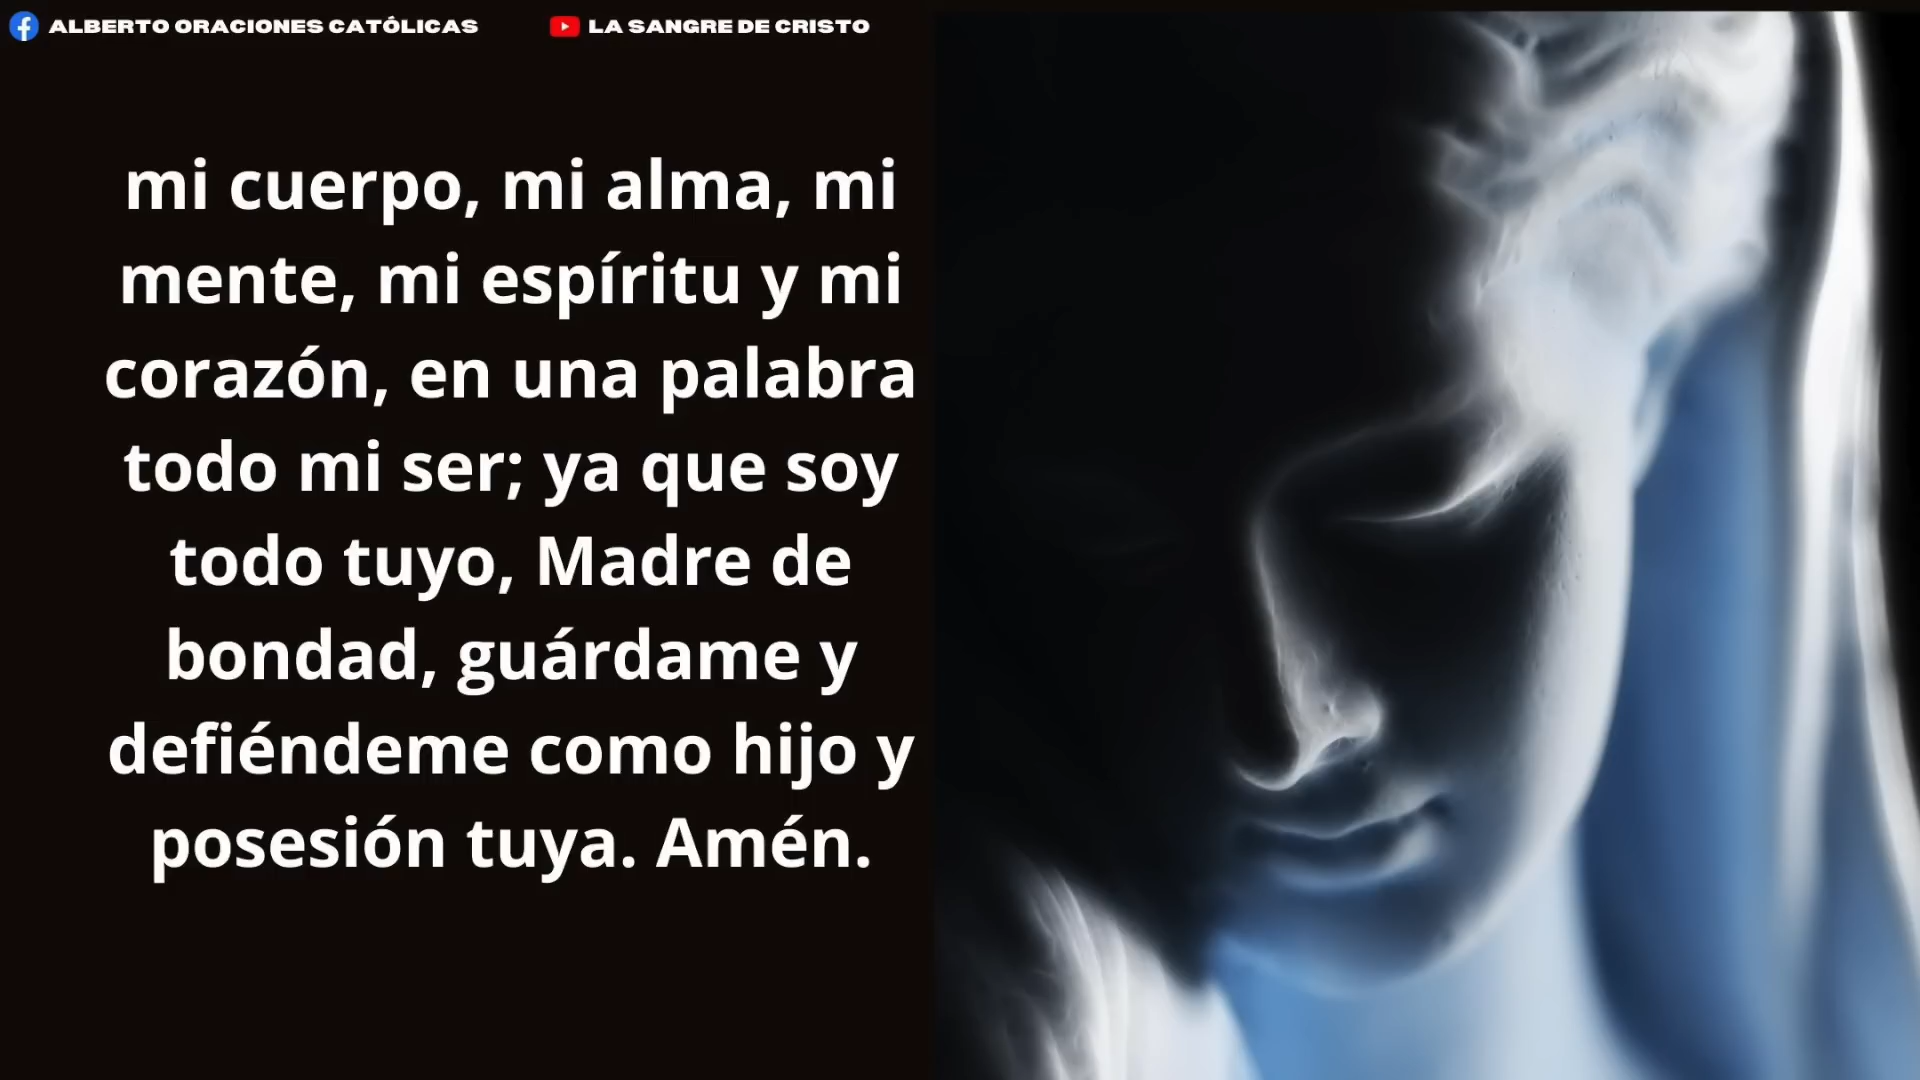 ALBERTO ORACIONES CATÓLICAS
LA SANGRE DE CRISTO
mi cuerpo, mi alma, mi
mente, mi espíritu y mi
corazón, en una palabra
todo mi ser; ya que soy
todo tuyo, Madre de
bondad, guárdame y
defiéndeme como hijo y
posesión tuya. Amén.